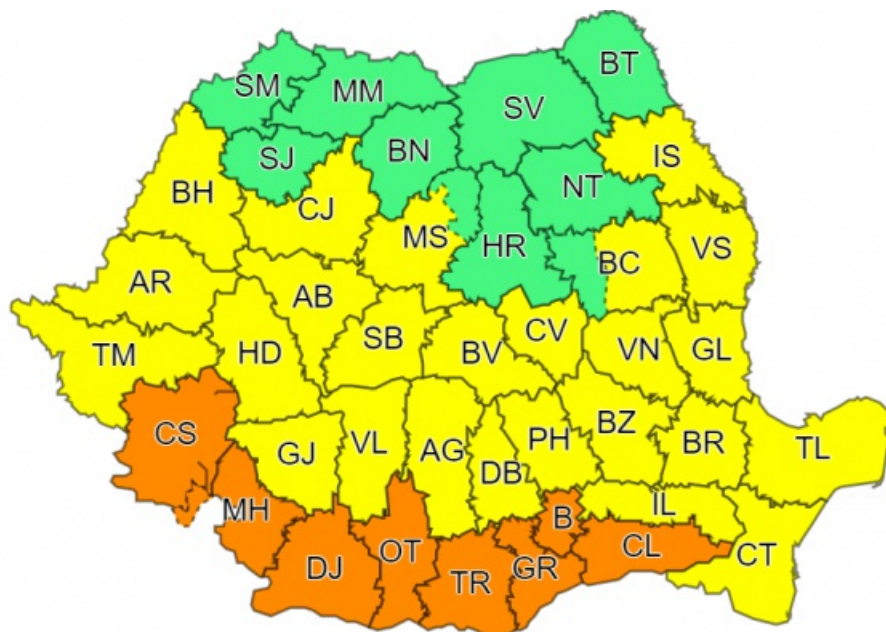 BT
SM
MM
SV
SJ
BN
IS
BH
NT
CJ
MS
HR
BC
VS
AR
AB
TM
HD
SB
BV
CV
VN
GL
CS
GJ
VL
AG
DB
PH
BZ
BR
TL
MH
OT
B
IL
DJ
TR
GR
CL
CT